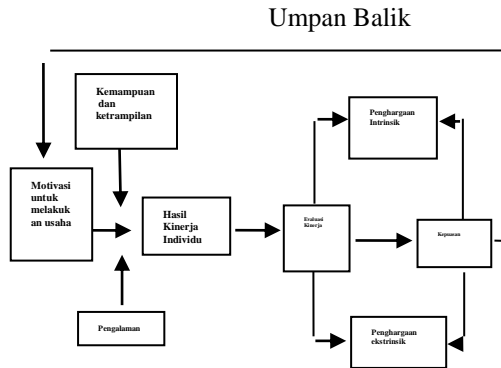 Umpan Balik
Kemampuan
dan
ketrampilan
Penghargaan
Intrinsik
Motivasi
untuk
melakuk
an usaha
Hasil
Kinerja
Individu
Evaluasi
Kinerja
Kepuasan
Pengalaman
Penghargaan
ekstrinsik